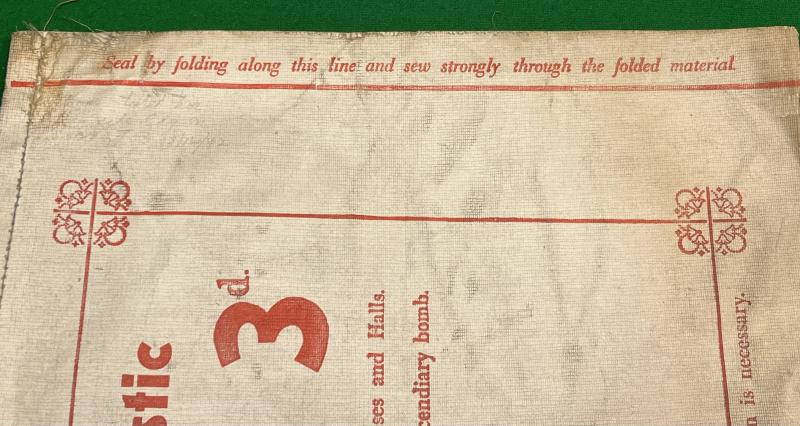 Seal by folding along this line and sew strongly through the folded material.
stic
3d.
ses and Halls.
cendiary bomb.
n is necessary.